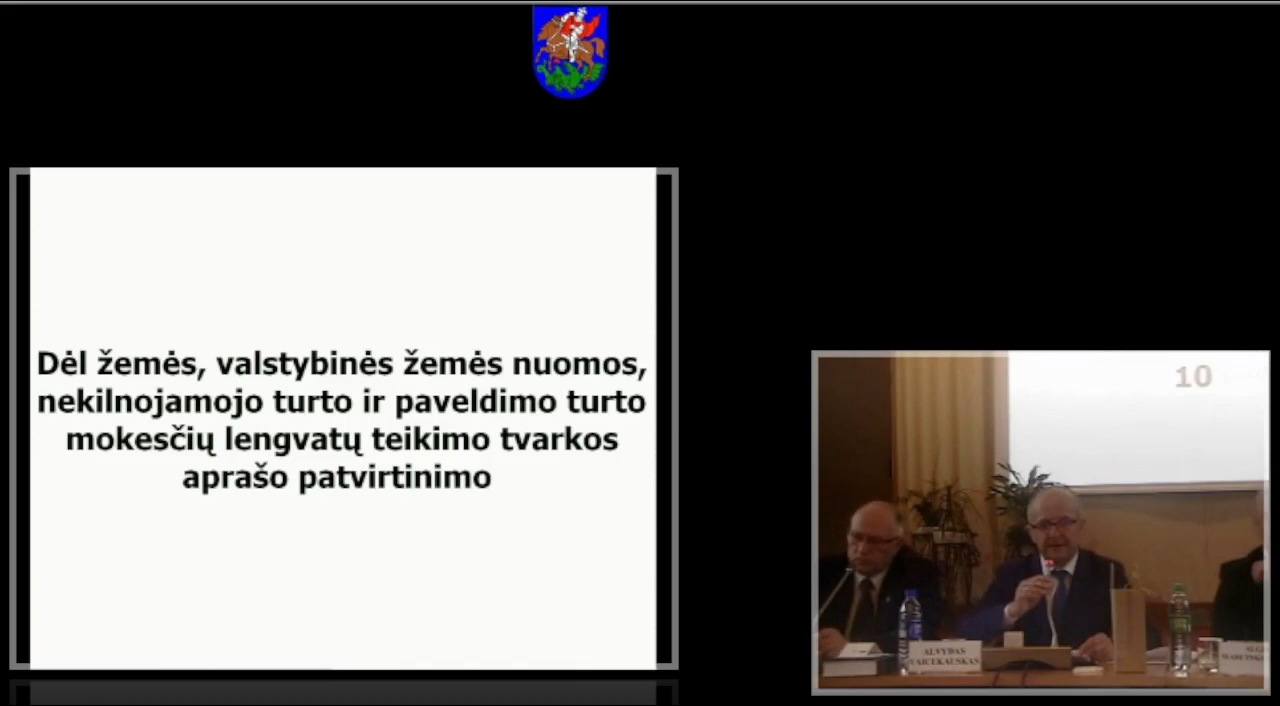 Dėl žemės, valstybinės žemės nuomos,
nekilnojamojo turto ir paveldimo turto
mokesčių lengvatų teikimo tvarkos
aprašo patvirtinimo
10
ALVYDAS
VAICEKAUSKAS